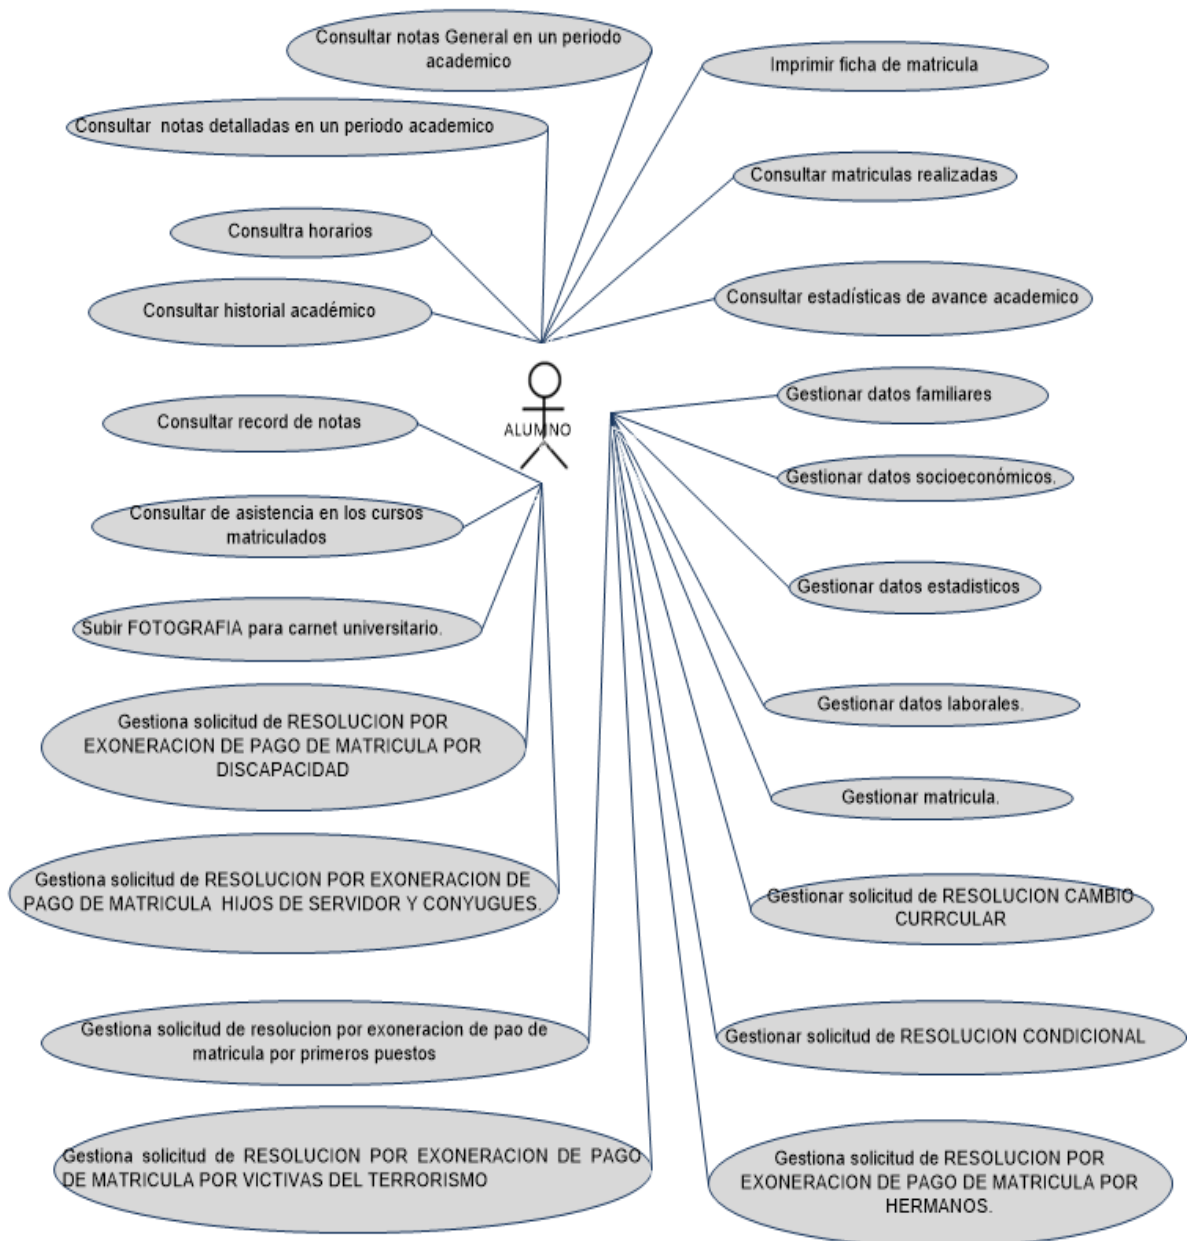 Consultar notas General en un periodo
academico
Imprimir ficha de matricula
Consultar notas detalladas en un periodo academico
Consultar matriculas realizadas
Consultra horarios
Consultar historial académico
Consultar estadísticas de avance academico
ALUMNO
Gestionar datos familiares
Consultar record de notas
Gestionar datos socioeconómicos.
Consultar de asistencia en los cursos
matriculados
Gestionar datos estadisticos
Subir FOTOGRAFIA para carnet universitario.
Gestionar datos laborales.
Gestiona solicitud de RESOLUCION POR
EXONERACION DE PAGO DE MATRICULA POR
DISCAPACIDAD
Gestionar matricula.
Gestiona solicitud de RESOLUCION POR EXONERACION DE
PAGO DE MATRICULA HIJOS DE SERVIDOR Y CONYUGUES.
Gestionar solicitud de RESOLUCION CAMBIO
CURRCULAR
Gestiona solicitud de resolucion por exoneracion de pao de
matricula por primeros puestos
Gestionar solicitud de RESOLUCION CONDICIONAL
Gestiona solicitud de RESOLUCION POR EXONERACION DE PAGO
DE MATRICULA POR VICTIVAS DEL TERRORISMO
Gestiona solicitud de RESOLUCION POR
EXONERACION DE PAGO DE MATRICULA POR
HERMANOS.